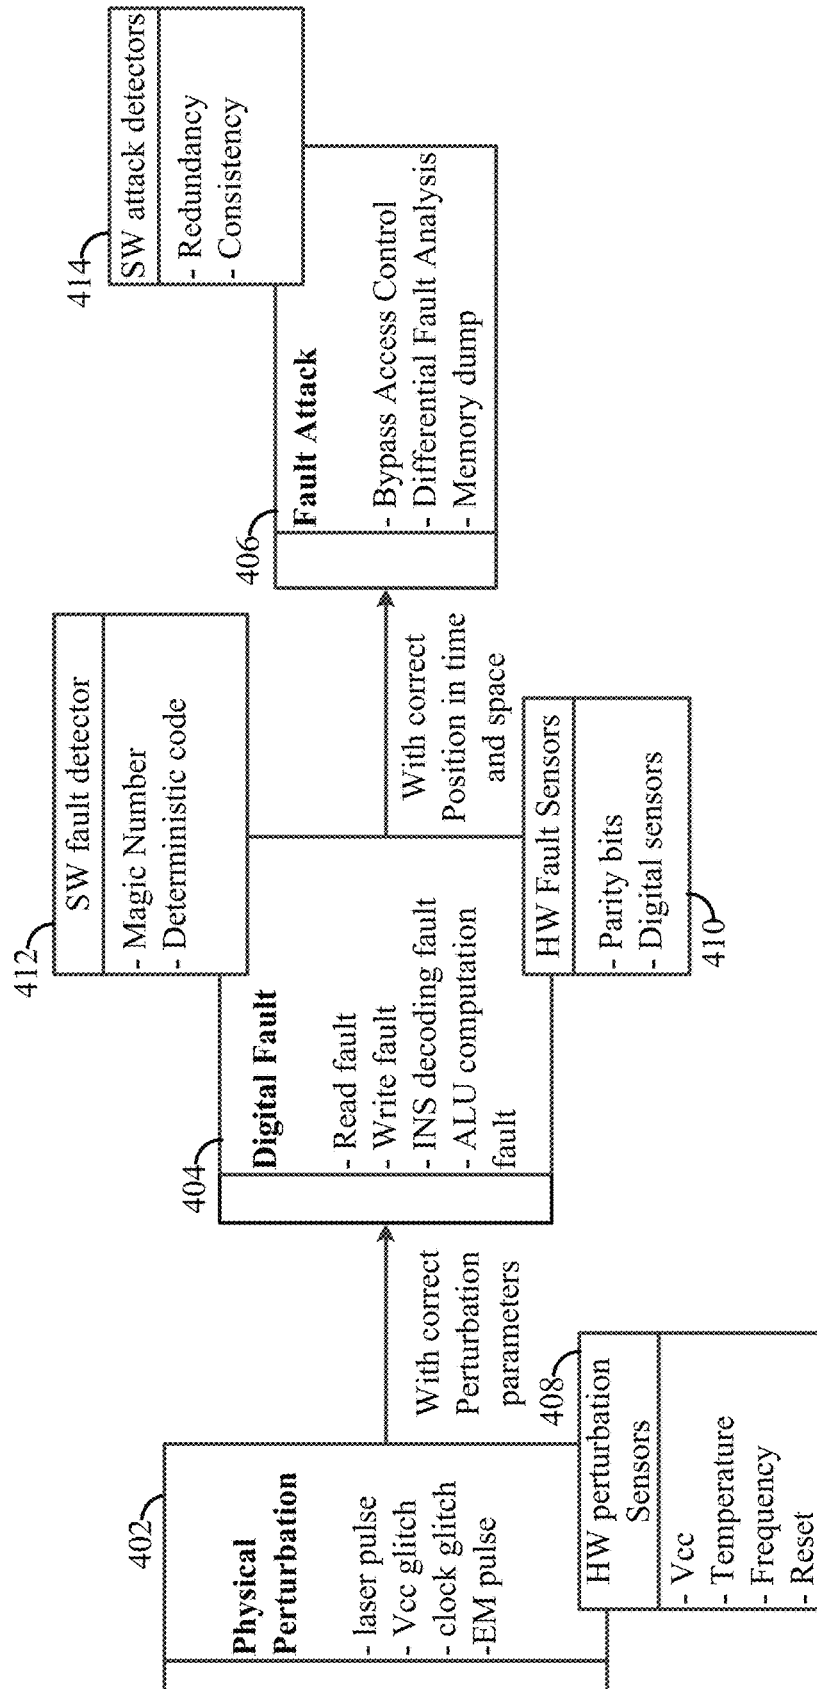 402
Physical
Perturbation
- laser pulse
- Vcc glitch
- clock glitch
-EM pulse
408
HW perturbation
Sensors
- Vcc
- Temperature
- Frequency
- Reset
With correct
Perturbation
parameters
404
Digital Fault
- Read fault
- Write fault
- INS decoding fault
- ALU computation
fault
412
SW fault detector
- Magic Number
- Deterministic code
HW Fault Sensors
- Parity bits
- Digital sensors
410
With correct
Position in time
and space
406
Fault Attack
- Bypass Access Control
- Differential Fault Analysis
- Memory dump
414
SW attack detectors
- Redundancy
- Consistency